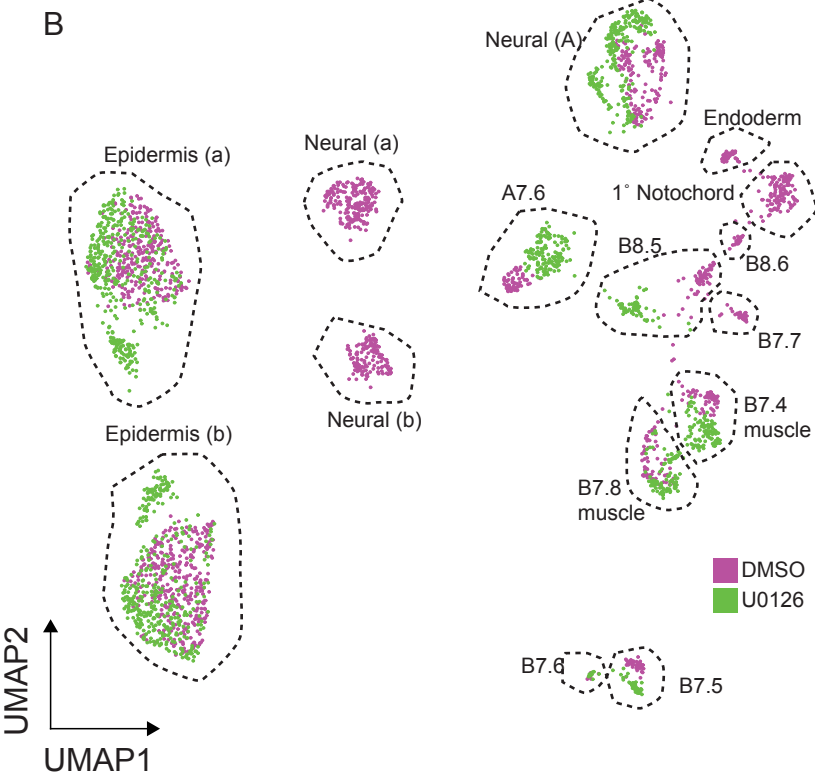 B
Neural (A)
Endoderm
Epidermis (a)
Neural (a)
A7.6
1° Notochord
B8.5
B8.6
B7.7
Neural (b)
B7.4
muscle
Epidermis (b)
B7.8
muscle
DMSO
U0126
B7.6
B7.5
UMAP2
UMAP1